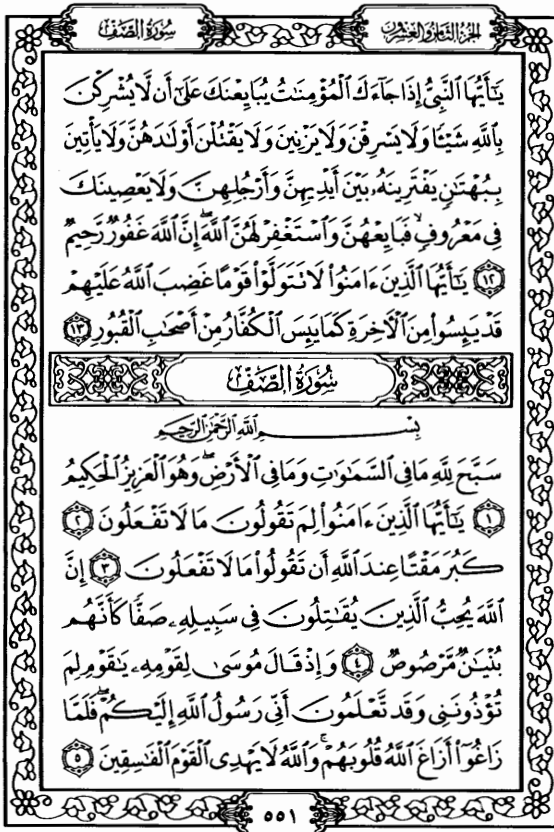 سُورَةُ الصَّفِّ
الجُزْءُ الثَّامِنُ وَالعِشْرُونَ
يَـٰٓأَيُّهَا ٱلنَّبِىُّ إِذَا جَآءَكَ ٱلْمُؤْمِنَـٰتُ يُبَايِعْنَكَ عَلَىٰٓ أَن لَّا يُشْرِكْنَ
بِٱللَّهِ شَيْـًٔا وَلَا يَسْرِقْنَ وَلَا يَزْنِينَ وَلَا يَقْتُلْنَ أَوْلَـٰدَهُنَّ وَلَا يَأْتِينَ
بِبُهْتَـٰنٍ يَفْتَرِينَهُۥ بَيْنَ أَيْدِيهِنَّ وَأَرْجُلِهِنَّ وَلَا يَعْصِينَكَ
فِى مَعْرُوفٍ ۙ فَبَايِعْهُنَّ وَٱسْتَغْفِرْ لَهُنَّ ٱللَّهَ ۖ إِنَّ ٱللَّهَ غَفُورٌ رَّحِيمٌ
١٢ يَـٰٓأَيُّهَا ٱلَّذِينَ ءَامَنُوا۟ لَا تَتَوَلَّوْا۟ قَوْمًا غَضِبَ ٱللَّهُ عَلَيْهِمْ
قَدْ يَئِسُوا۟ مِنَ ٱلْـَٔاخِرَةِ كَمَا يَئِسَ ٱلْكُفَّارُ مِنْ أَصْحَـٰبِ ٱلْقُبُورِ ١٣
سُورَةُ الصَّفِّ
بِسْمِ ٱللَّهِ ٱلرَّحْمَـٰنِ ٱلرَّحِيمِ
سَبَّحَ لِلَّهِ مَا فِى ٱلسَّمَـٰوَٰتِ وَمَا فِى ٱلْأَرْضِ ۖ وَهُوَ ٱلْعَزِيزُ ٱلْحَكِيمُ
١ يَـٰٓأَيُّهَا ٱلَّذِينَ ءَامَنُوا۟ لِمَ تَقُولُونَ مَا لَا تَفْعَلُونَ ٢
كَبُرَ مَقْتًا عِندَ ٱللَّهِ أَن تَقُولُوا۟ مَا لَا تَفْعَلُونَ ٣ إِنَّ
ٱللَّهَ يُحِبُّ ٱلَّذِينَ يُقَـٰتِلُونَ فِى سَبِيلِهِۦ صَفًّا كَأَنَّهُم
بُنْيَـٰنٌ مَّرْصُوصٌ ٤ وَإِذْ قَالَ مُوسَىٰ لِقَوْمِهِۦ يَـٰقَوْمِ لِمَ
تُؤْذُونَنِى وَقَد تَّعْلَمُونَ أَنِّى رَسُولُ ٱللَّهِ إِلَيْكُمْ ۖ فَلَمَّا
زَاغُوٓا۟ أَزَاغَ ٱللَّهُ قُلُوبَهُمْ ۚ وَٱللَّهُ لَا يَهْدِى ٱلْقَوْمَ ٱلْفَـٰسِقِينَ ٥
٥٥١